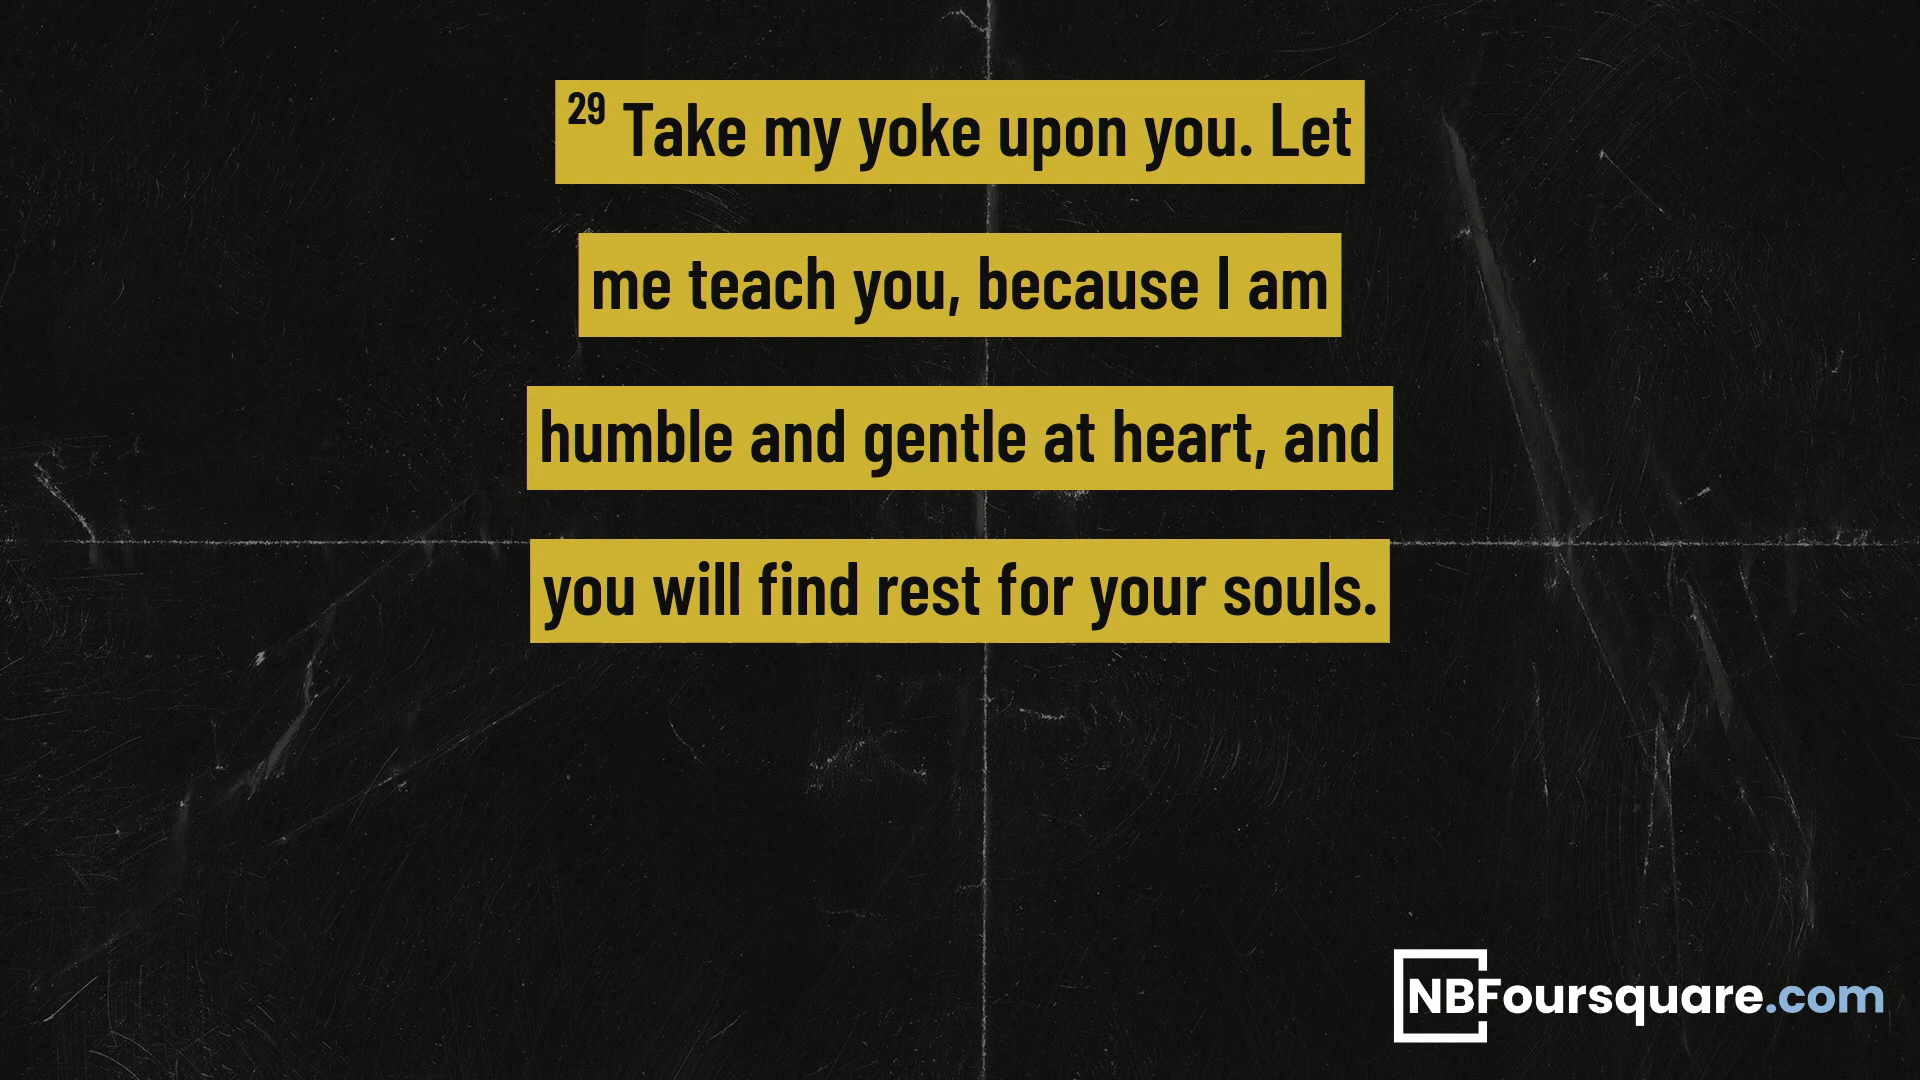 29 Take my yoke upon you. Let
me teach you, because I am
humble and gentle at heart, and
you will find rest for your souls.
NBFoursquare.com